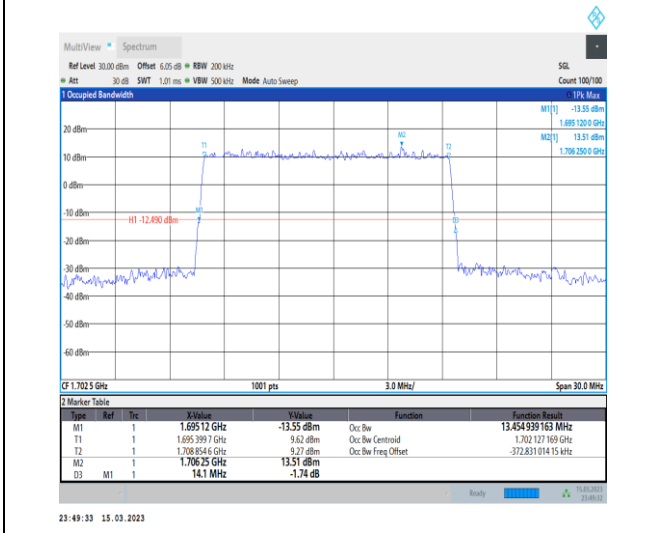 MultiView Spectrum
Ref Level 30.00 dBm Offset 6.05 dB RBW 200 kHz SGL
Att 30 dB SWT 1.01 ms VBW 500 kHz Mode Auto Sweep Count 100/100
1 Occupied Bandwidth 1Pk Max
M1[1] -13.55 dBm
1.695 120 0 GHz
M2[1] 13.51 dBm
1.706 250 0 GHz
20 dBm
M2
T1 T2
10 dBm
0 dBm
-10 dBm
M1
H1 -12.490 dBm
D3
-20 dBm
-30 dBm
-40 dBm
-50 dBm
-60 dBm
CF 1.702 5 GHz 1001 pts 3.0 MHz/ Span 30.0 MHz
2 Marker Table
Type Ref Trc X-Value Y-Value Function Function Result
M1 1 1.695 12 GHz -13.55 dBm Occ Bw 13.454 939 163 MHz
T1 1 1.695 399 7 GHz 9.62 dBm Occ Bw Centroid 1.702 127 169 GHz
T2 1 1.708 854 6 GHz 9.27 dBm Occ Bw Freq Offset -372.831 014 15 kHz
M2 1 1.706 25 GHz 13.51 dBm
D3 M1 1 14.1 MHz -1.74 dB
Ready 15.03.2023
23:49:32
23:49:33 15.03.2023